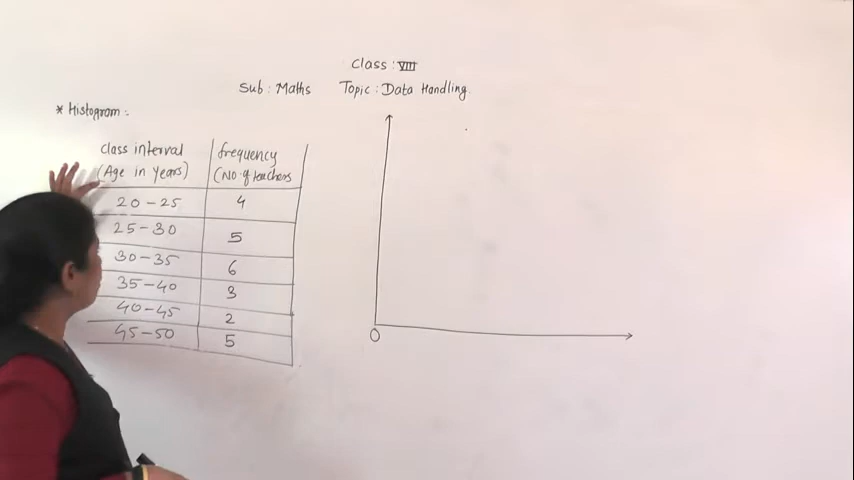 Class : VIII
Sub : Maths Topic : Data Handling
* Histogram :-
class interval frequency
(Age in years) (No. of teachers
20 - 25 4
25 - 30 5
30 - 35 6
35 - 40 3
40 - 45 2
45 - 50 5
0